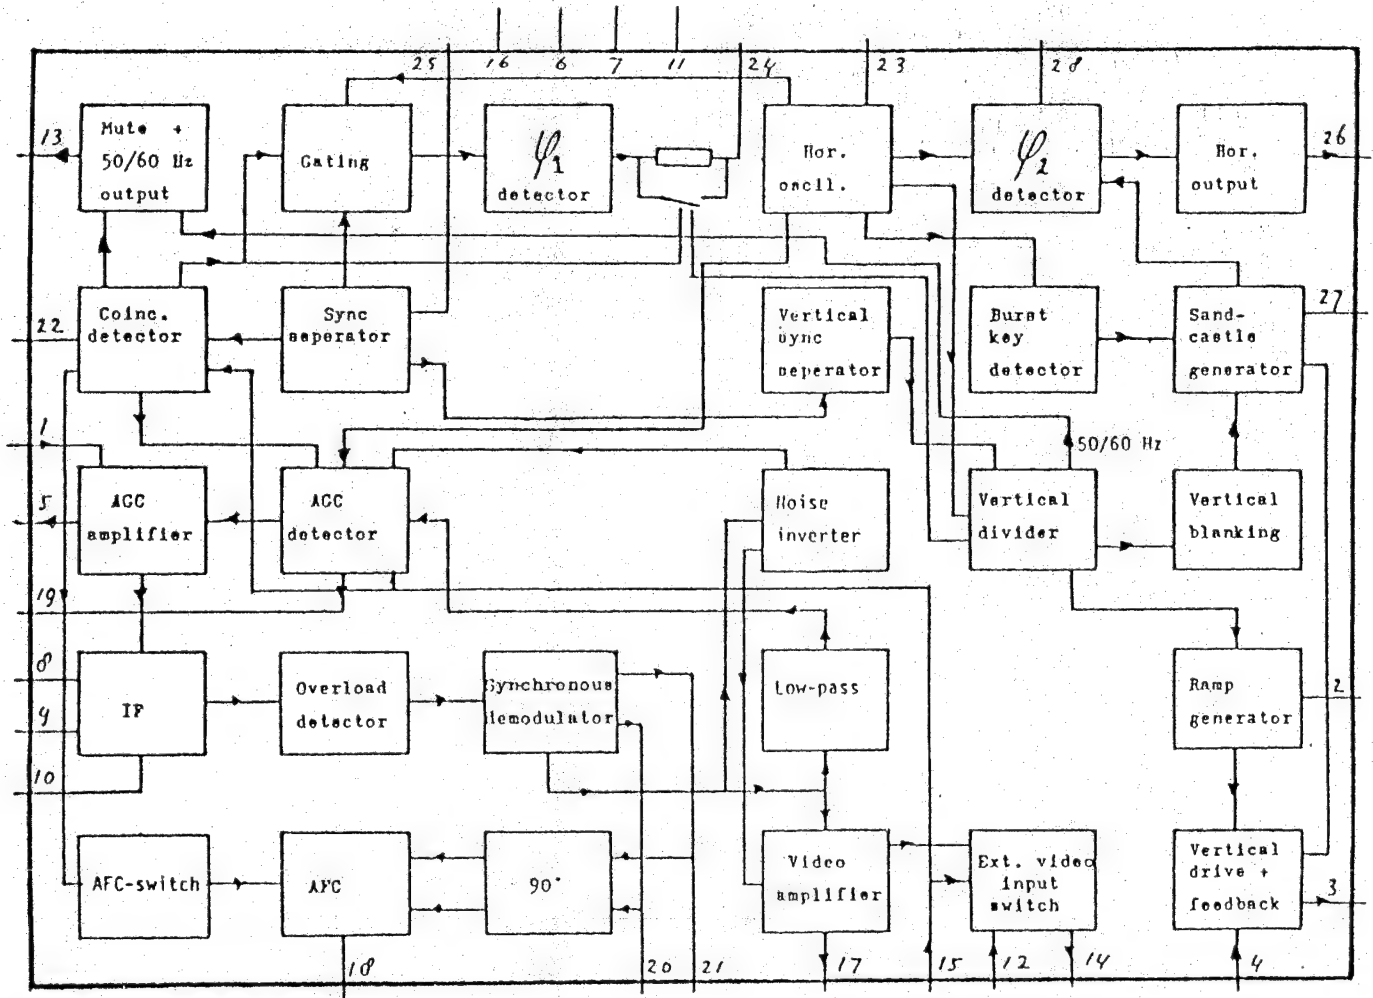 25
16
6
7
11
24
23
28
13
Mute +
50/60 Hz
output
Gating
φ1
detector
Hor.
oscil.
φ2
detector
Hor.
output
26
22
Coinc.
detector
Sync
seperator
Vertical
sync
seperator
Burst
key
detector
Sand-
castle
generator
27
1
50/60 Hz
5
AGC
amplifier
AGC
detector
Noise
inverter
Vertical
divider
Vertical
blanking
19
8
9
10
IF
Overload
detector
Synchronous
demodulator
Low-pass
Ramp
generator
2
AFC-switch
AFC
90°
Video
amplifier
Ext. video
input
switch
Vertical
drive +
feedback
3
18
20
21
17
15
12
14
4